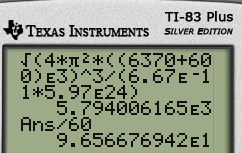 TI-83 Plus
TEXAS INSTRUMENTS SILVER EDITION
√(4*π²*((6370+60
0)ᴇ3)^3/(6.67ᴇ-1
1*5.97ᴇ24)
5.794006165ᴇ3
Ans/60
9.656676942ᴇ1